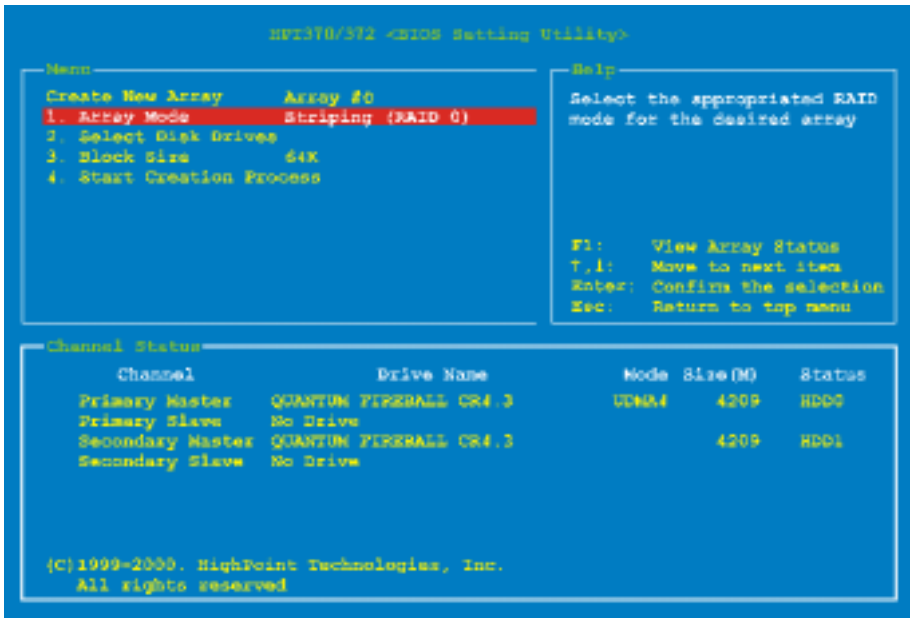 HPT370/372 <BIOS Setting Utility>
Menu
Create New Array Array #0
1. Array Mode Striping (RAID 0)
2. Select Disk Drives
3. Block Size 64K
4. Start Creation Process
Help
Select the appropriated RAID
mode for the desired array
F1: View Array Status
↑,↓: Move to next item
Enter: Confirm the selection
Esc: Return to top menu
Channel Status
Channel Drive Name Mode Size(M) Status
Primary Master QUANTUM FIREBALL CR4.3 UDMA4 4209 HDD0
Primary Slave No Drive
Secondary Master QUANTUM FIREBALL CR4.3 4209 HDD1
Secondary Slave No Drive
(C)1999-2000. HighPoint Technologies, Inc.
All rights reserved